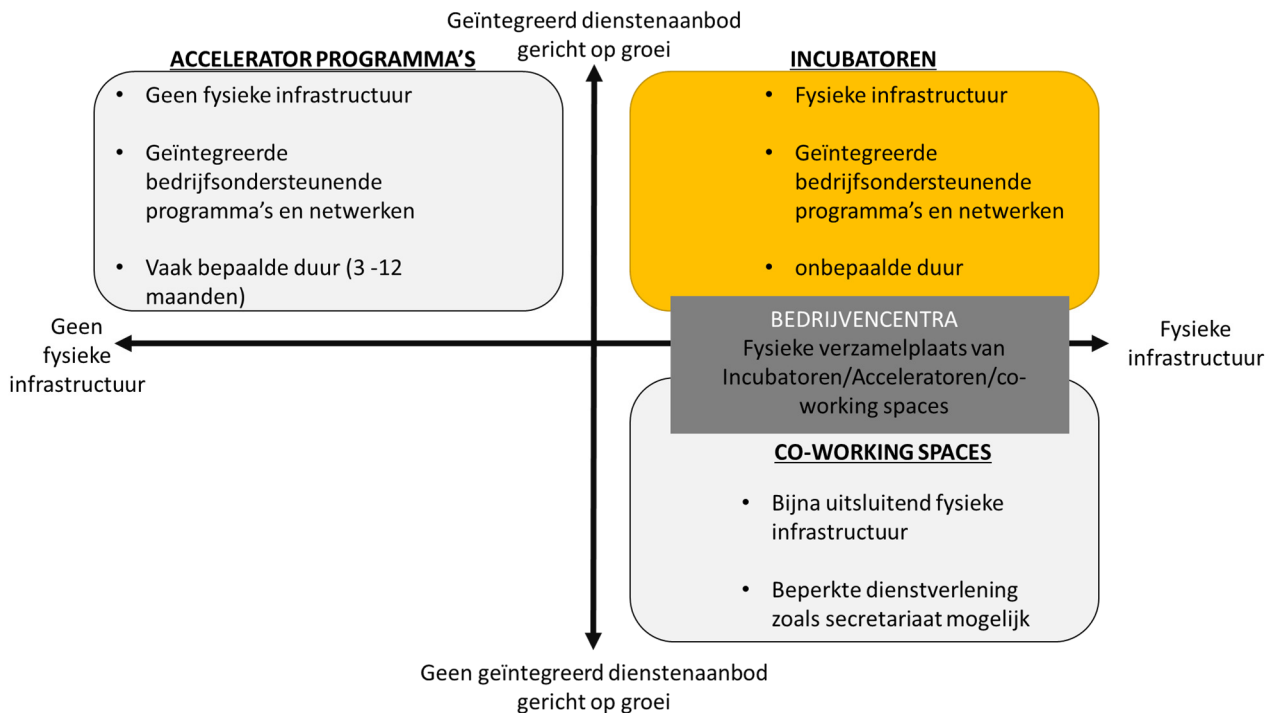 Geïntegreerd dienstenaanbod
gericht op groei
ACCELERATOR PROGRAMMA’S
• Geen fysieke infrastructuur
• Geïntegreerde
bedrijfsondersteunende
programma’s en netwerken
• Vaak bepaalde duur (3 -12
maanden)
INCUBATOREN
• Fysieke infrastructuur
• Geïntegreerde
bedrijfsondersteunende
programma’s en netwerken
• onbepaalde duur
Geen
fysieke
infrastructuur
BEDRIJVENCENTRA
Fysieke verzamelplaats van
Incubatoren/Acceleratoren/co-
working spaces
Fysieke
infrastructuur
CO-WORKING SPACES
• Bijna uitsluitend fysieke
infrastructuur
• Beperkte dienstverlening
zoals secretariaat mogelijk
Geen geïntegreerd dienstenaanbod
gericht op groei